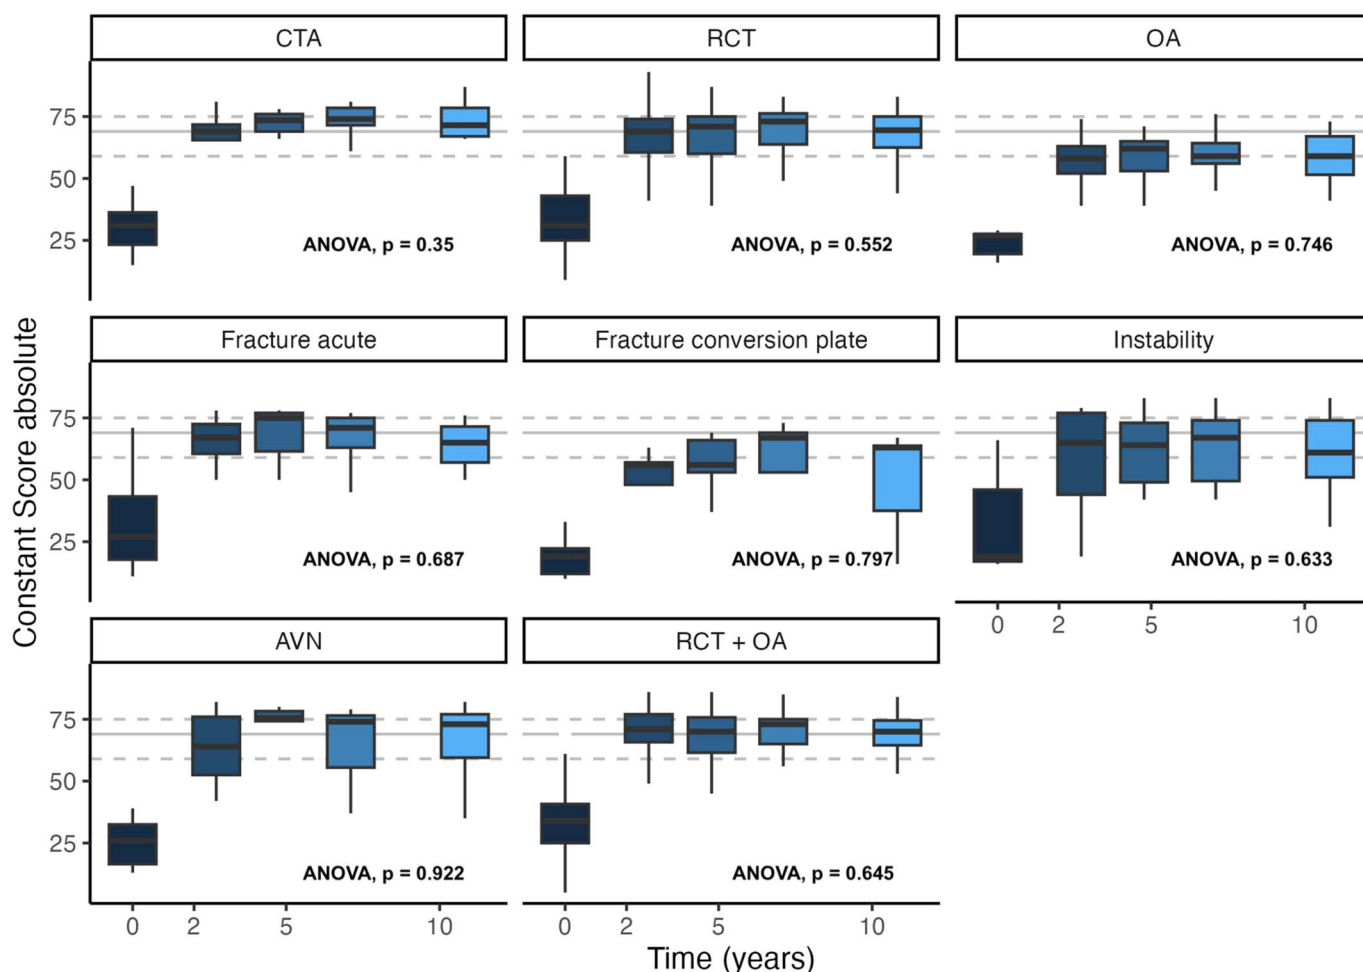 CTA
RCT
OA
75
50
25
ANOVA, p = 0.35
ANOVA, p = 0.552
ANOVA, p = 0.746
Constant Score absolute
Fracture acute
Fracture conversion plate
Instability
75
50
25
ANOVA, p = 0.687
ANOVA, p = 0.797
ANOVA, p = 0.633
0 2 5 10
AVN
RCT + OA
75
50
25
ANOVA, p = 0.922
ANOVA, p = 0.645
0 2 5 10
0 2 5 10
Time (years)